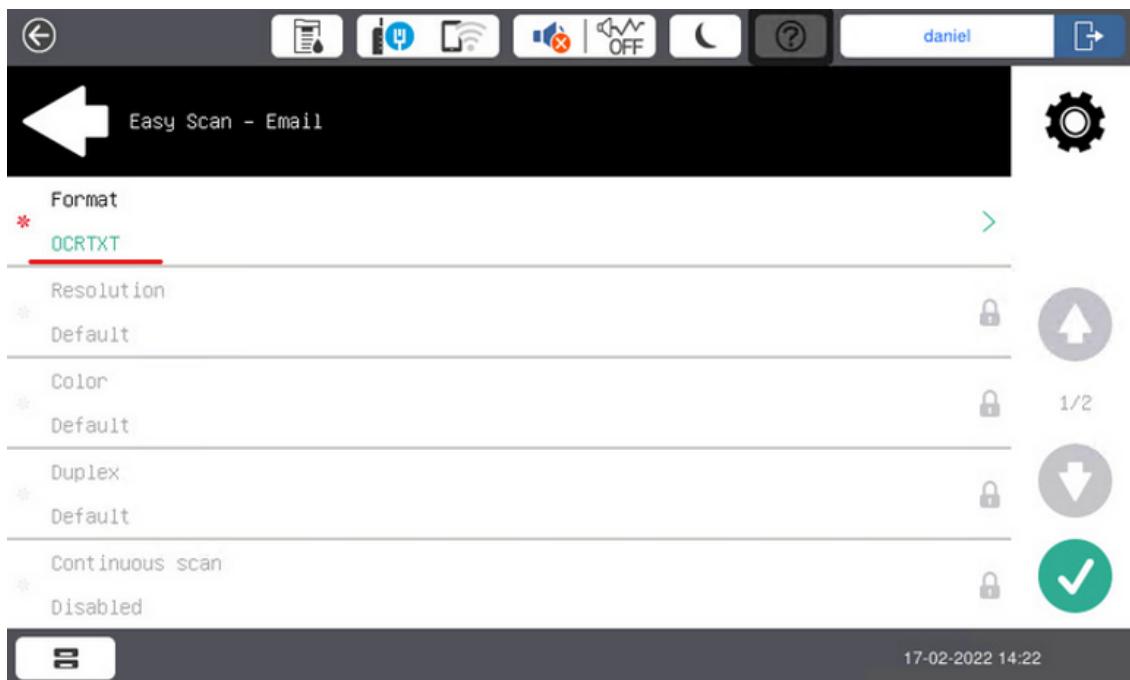 OFF
daniel
Easy Scan - Email
Format
OCRTXT
Resolution
Default
Color
Default
1/2
Duplex
Default
Continuous scan
Disabled
17-02-2022 14:22